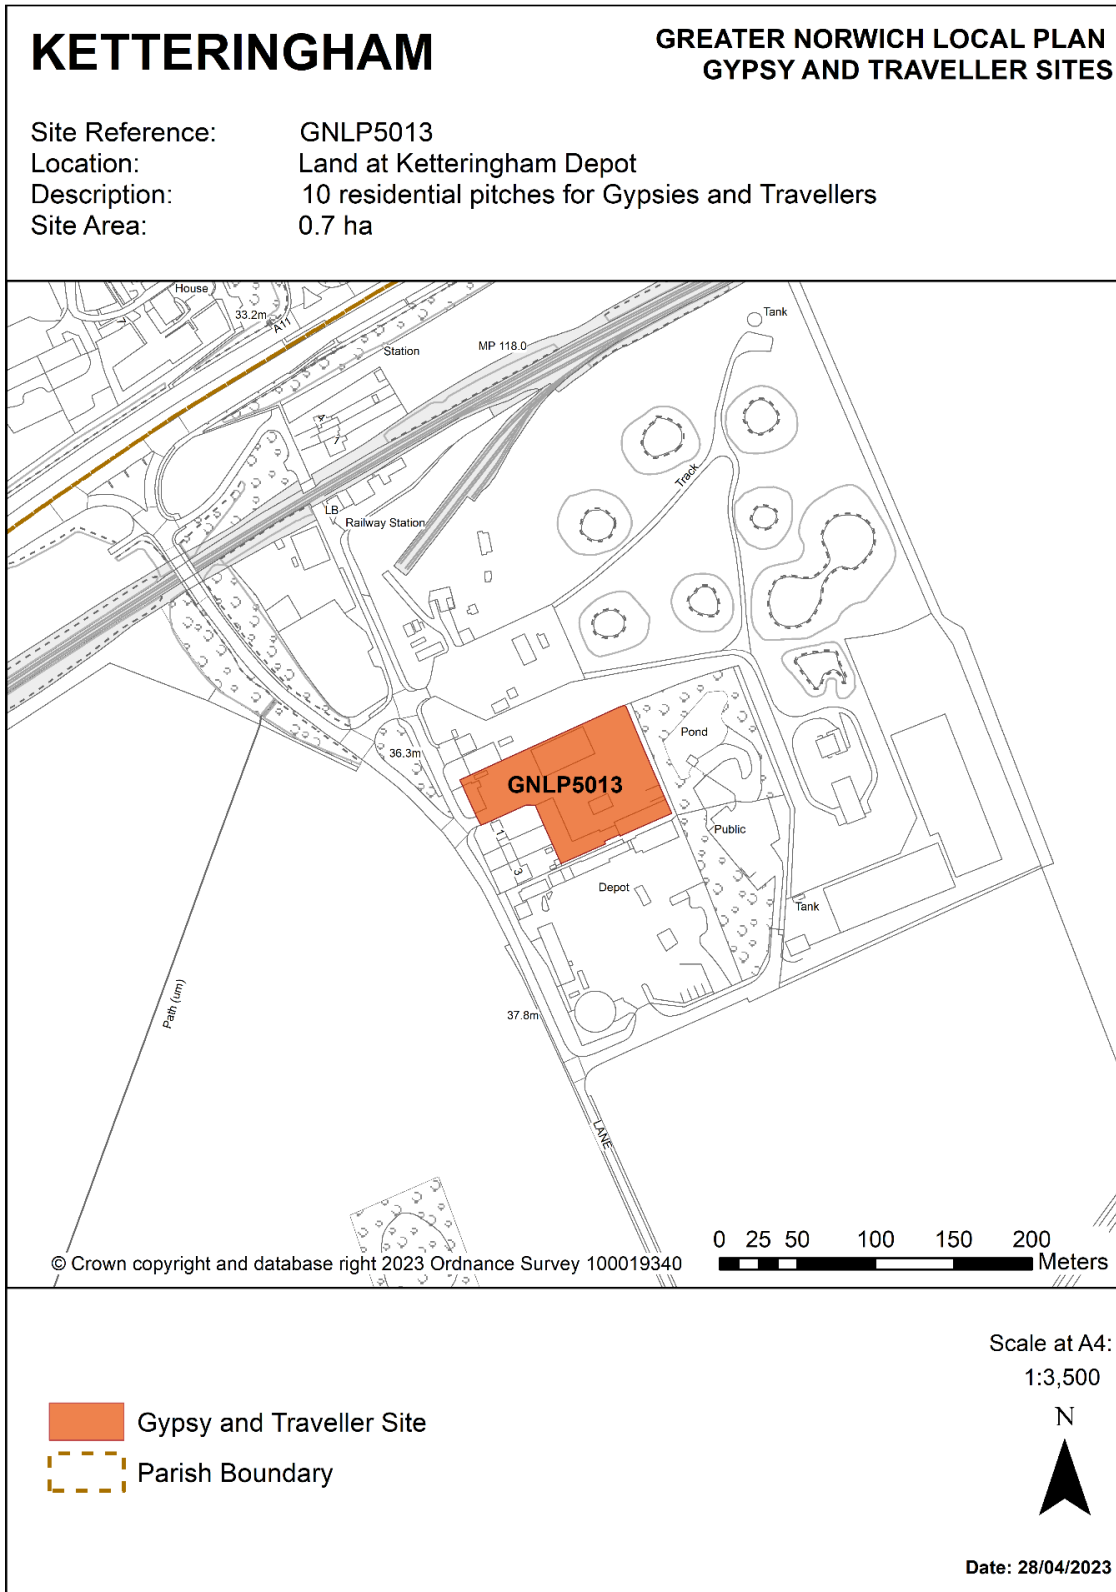 KETTERINGHAM
GREATER NORWICH LOCAL PLAN
GYPSY AND TRAVELLER SITES
Site Reference: GNLP5013
Location: Land at Ketteringham Depot
Description: 10 residential pitches for Gypsies and Travellers
Site Area: 0.7 ha
House
33.2m
A11
Station
MP 118.0
Tank
4
1
Track
LB
Railway Station
36.3m
Pond
GNLP5013
1
Public
3
Depot
Tank
Path (um)
37.8m
LANE
0 25 50 100 150 200
Meters
© Crown copyright and database right 2023 Ordnance Survey 100019340
Scale at A4:
1:3,500
N
Gypsy and Traveller Site
Parish Boundary
Date: 28/04/2023